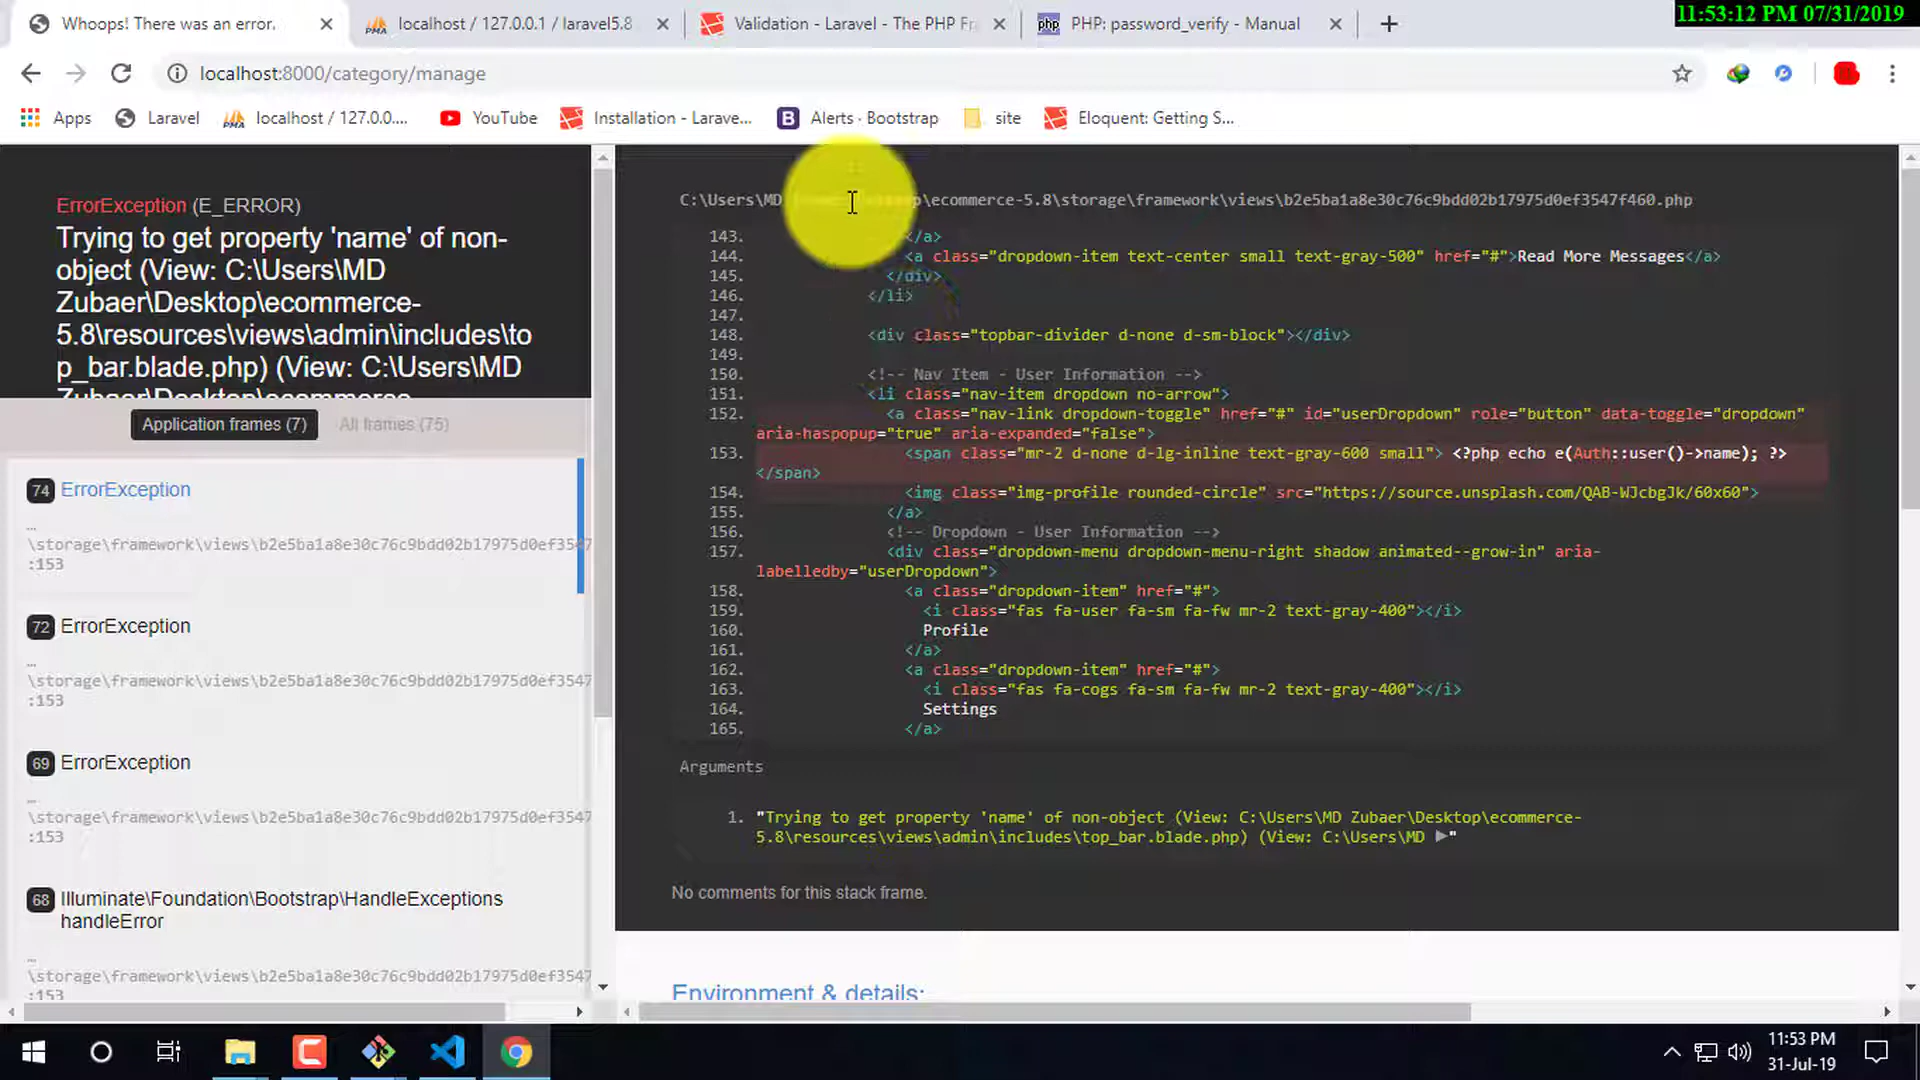 11:53:12 PM 07/31/2019
Whoops! There was an error.
localhost / 127.0.0.1 / laravel5.8
Validation - Laravel - The PHP Fra
php PHP: password_verify - Manual
localhost:8000/category/manage
Apps
Laravel
localhost / 127.0.0....
YouTube
Installation - Larave...
B Alerts · Bootstrap
site
Eloquent: Getting S...
ErrorException (E_ERROR)
Trying to get property 'name' of non-
object (View: C:\Users\MD
Zubaer\Desktop\ecommerce-
5.8\resources\views\admin\includes\to
p_bar.blade.php) (View: C:\Users\MD
Zubaer\Desktop\ecommerce-
Application frames (7)
All frames (75)
74 ErrorException
…
\storage\framework\views\b2e5ba1a8e30c76c9bdd02b17975d0ef3547
:153
72 ErrorException
…
\storage\framework\views\b2e5ba1a8e30c76c9bdd02b17975d0ef3547
:153
69 ErrorException
…
\storage\framework\views\b2e5ba1a8e30c76c9bdd02b17975d0ef3547
:153
68 Illuminate\Foundation\Bootstrap\HandleExceptions
handleError
…
\storage\framework\views\b2e5ba1a8e30c76c9bdd02b17975d0ef3547
:153
C:\Users\MD \ecommerce-5.8\storage\framework\views\b2e5ba1a8e30c76c9bdd02b17975d0ef3547f460.php
143. </a>
144. <a class="dropdown-item text-center small text-gray-500" href="#">Read More Messages</a>
145. </div>
146. </li>
147.
148. <div class="topbar-divider d-none d-sm-block"></div>
149.
150. <!-- Nav Item - User Information -->
151. <li class="nav-item dropdown no-arrow">
152. <a class="nav-link dropdown-toggle" href="#" id="userDropdown" role="button" data-toggle="dropdown"
aria-haspopup="true" aria-expanded="false">
153. <span class="mr-2 d-none d-lg-inline text-gray-600 small"> <?php echo e(Auth::user()->name); ?>
</span>
154. <img class="img-profile rounded-circle" src="https://source.unsplash.com/QAB-WJcbgJk/60x60">
155. </a>
156. <!-- Dropdown - User Information -->
157. <div class="dropdown-menu dropdown-menu-right shadow animated--grow-in" aria-
labelledby="userDropdown">
158. <a class="dropdown-item" href="#">
159. <i class="fas fa-user fa-sm fa-fw mr-2 text-gray-400"></i>
160. Profile
161. </a>
162. <a class="dropdown-item" href="#">
163. <i class="fas fa-cogs fa-sm fa-fw mr-2 text-gray-400"></i>
164. Settings
165. </a>
Arguments
1. "Trying to get property 'name' of non-object (View: C:\Users\MD Zubaer\Desktop\ecommerce-
5.8\resources\views\admin\includes\top_bar.blade.php) (View: C:\Users\MD ▶"
No comments for this stack frame.
Environment & details:
11:53 PM
31-Jul-19